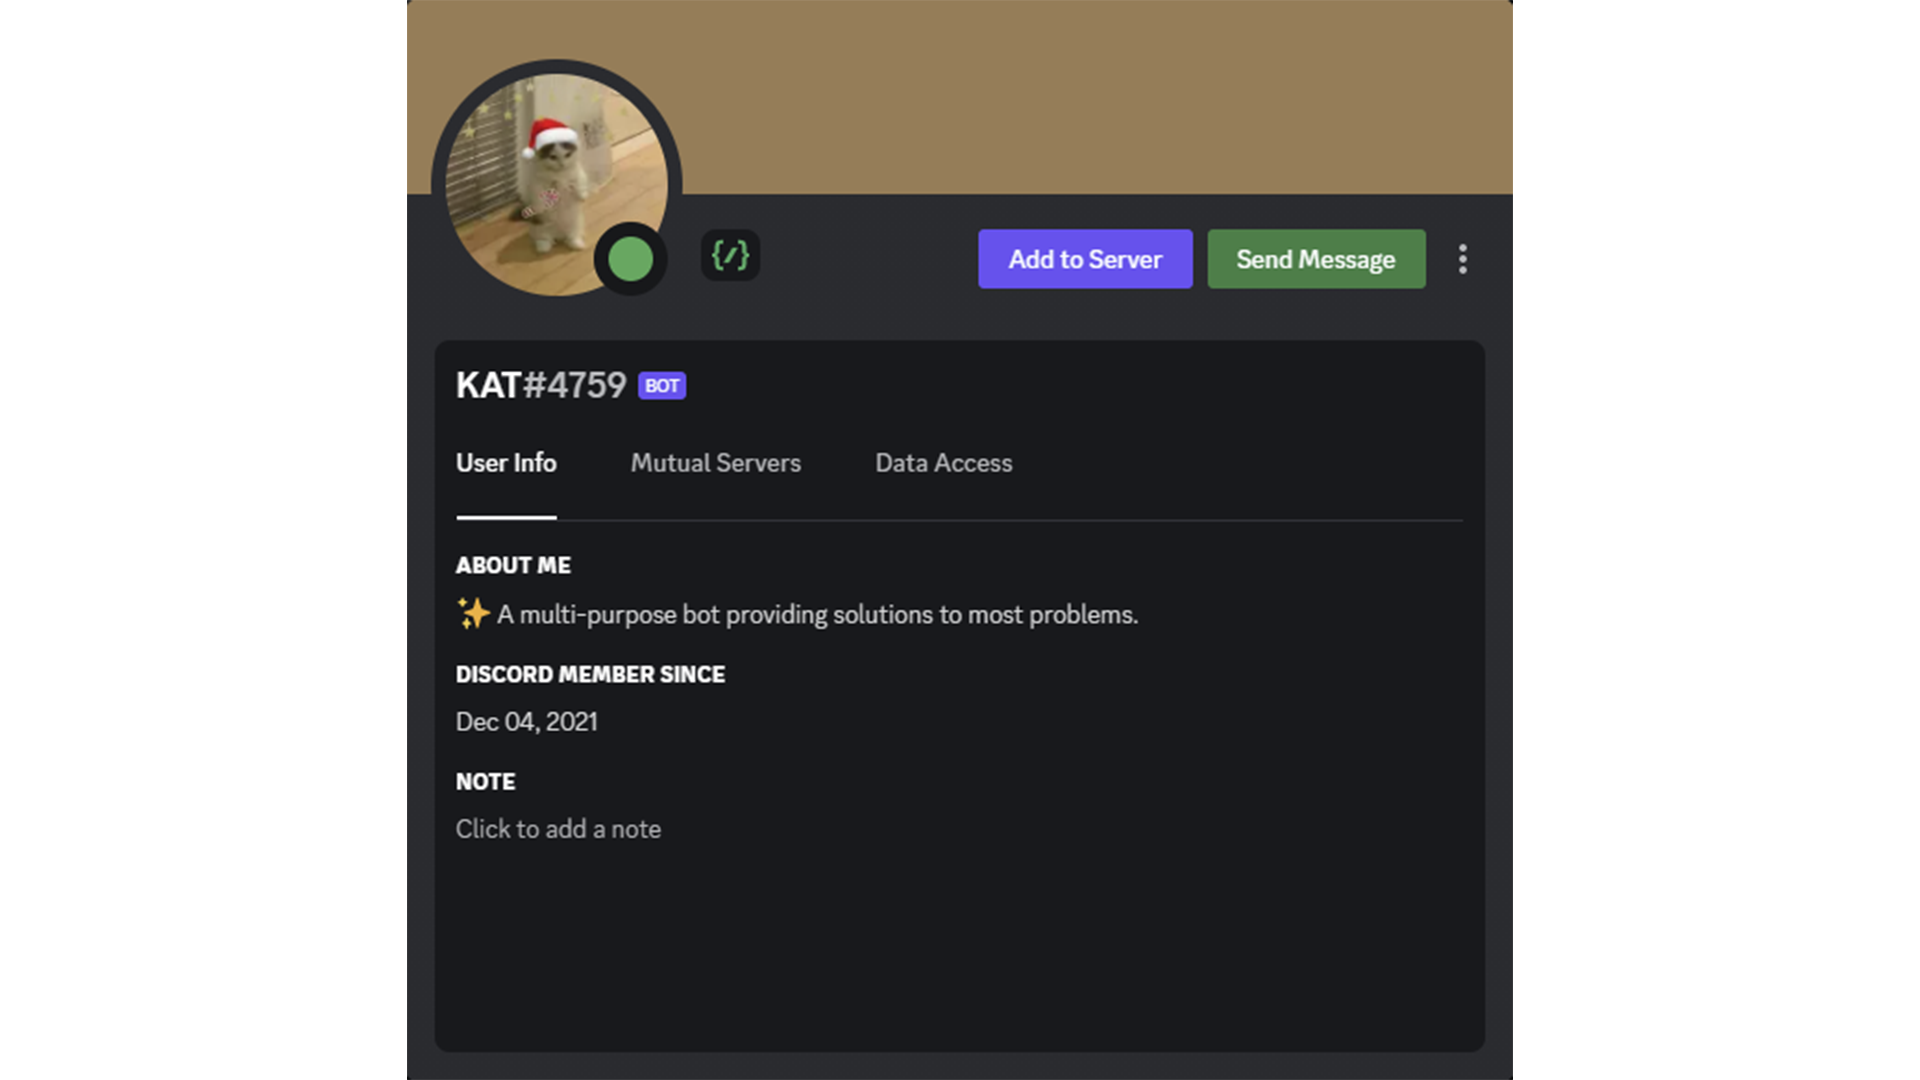 {/}
Add to Server
Send Message
KAT#4759 BOT
User Info Mutual Servers Data Access
ABOUT ME
✨ A multi-purpose bot providing solutions to most problems.
DISCORD MEMBER SINCE
Dec 04, 2021
NOTE
Click to add a note